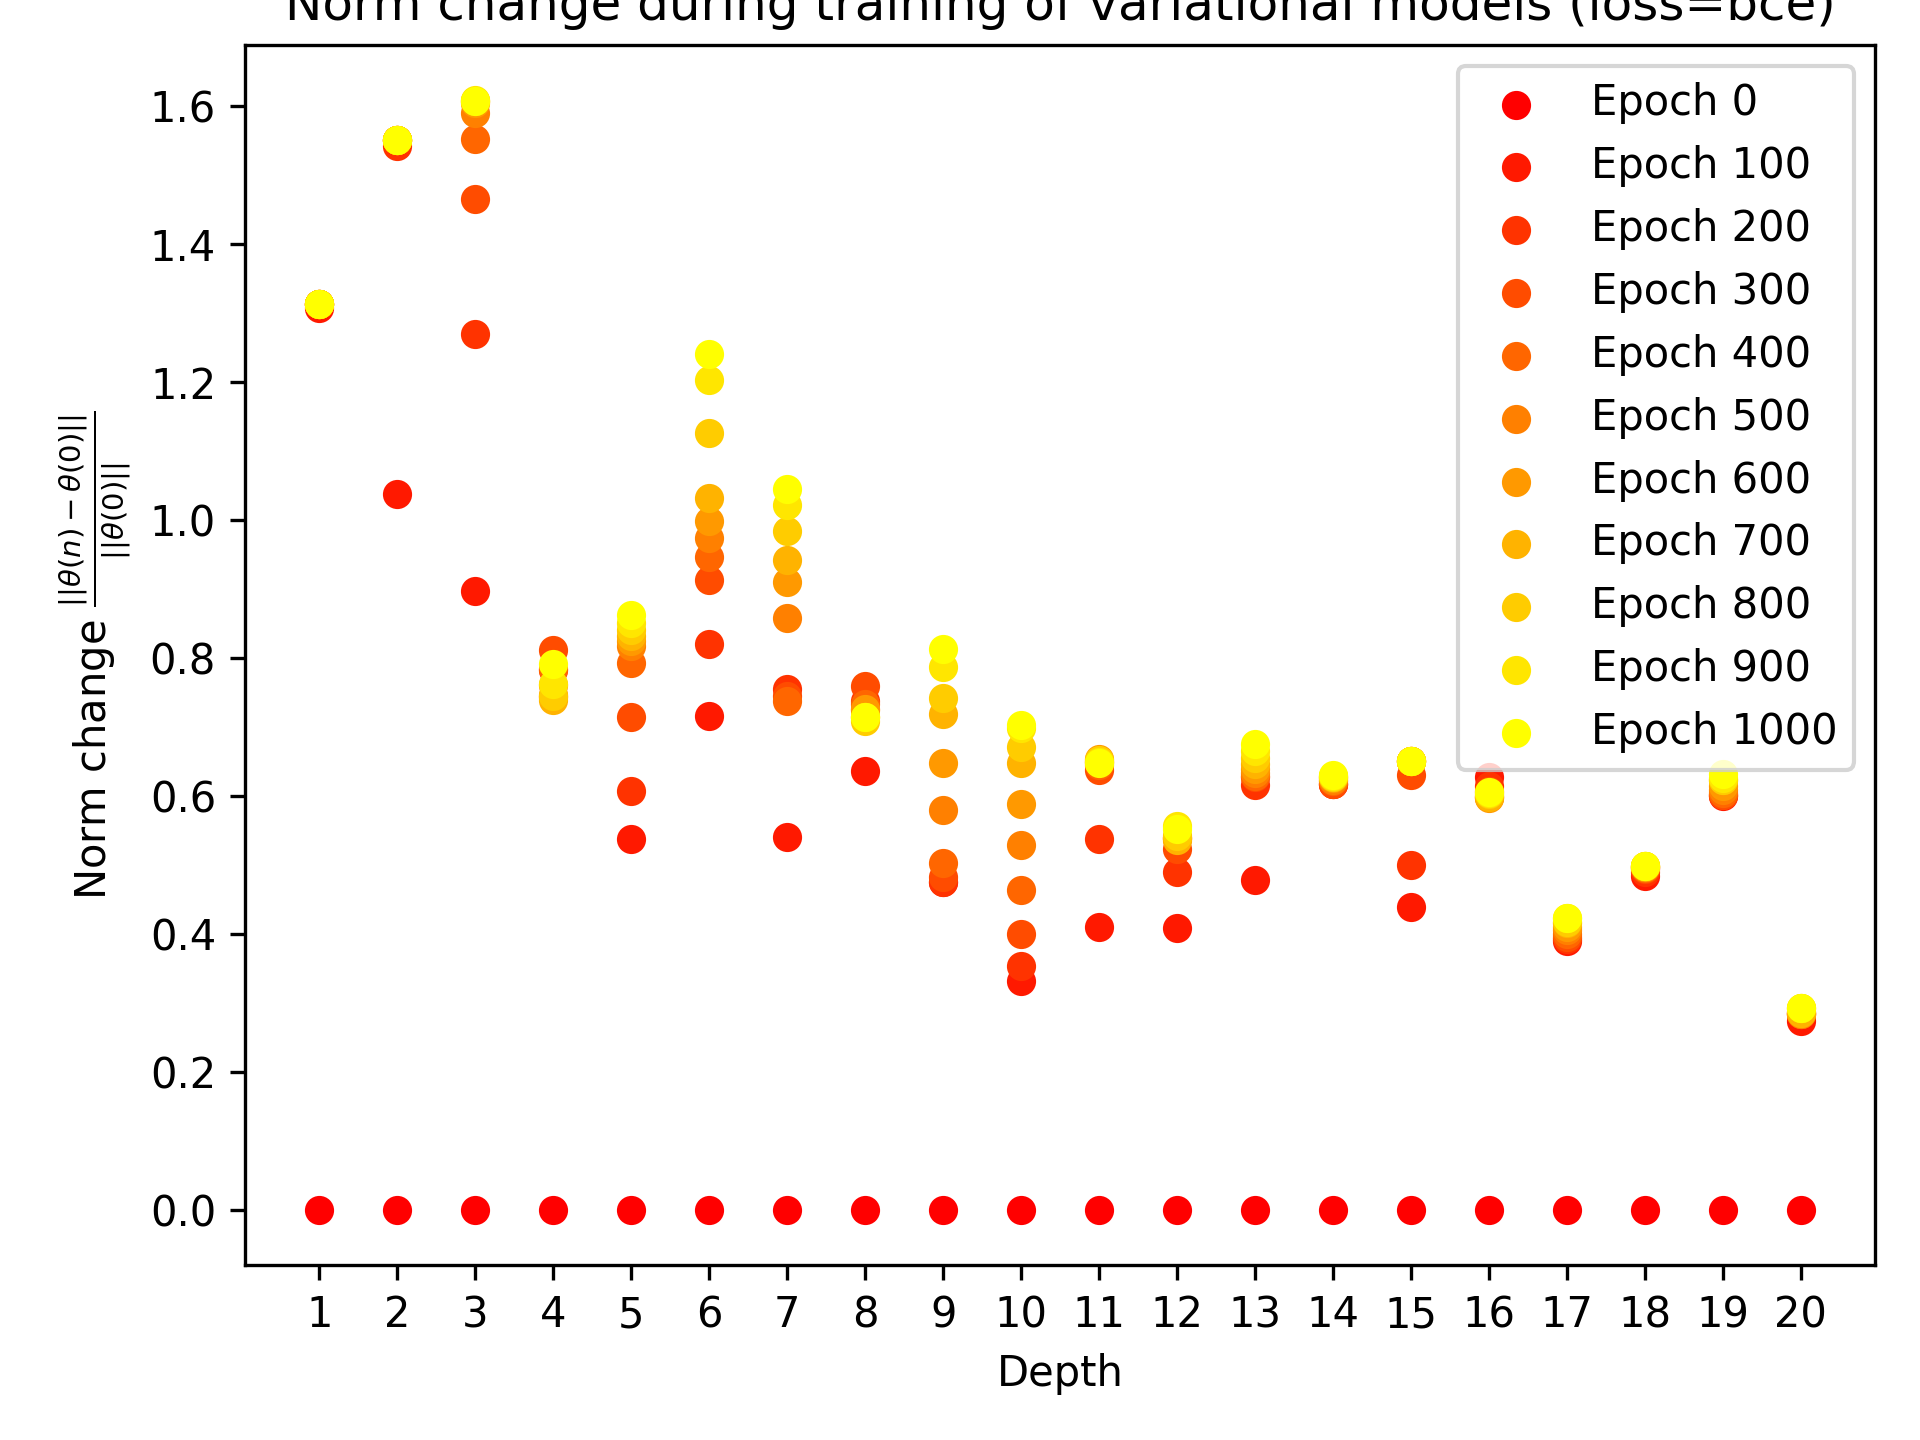 Norm change during training of variational models (loss=bce)
Norm change ||θ(n) − θ(0)|| / ||θ(0)||
1.6
1.4
1.2
1.0
0.8
0.6
0.4
0.2
0.0
Epoch 0
Epoch 100
Epoch 200
Epoch 300
Epoch 400
Epoch 500
Epoch 600
Epoch 700
Epoch 800
Epoch 900
Epoch 1000
1 2 3 4 5 6 7 8 9 10 11 12 13 14 15 16 17 18 19 20
Depth